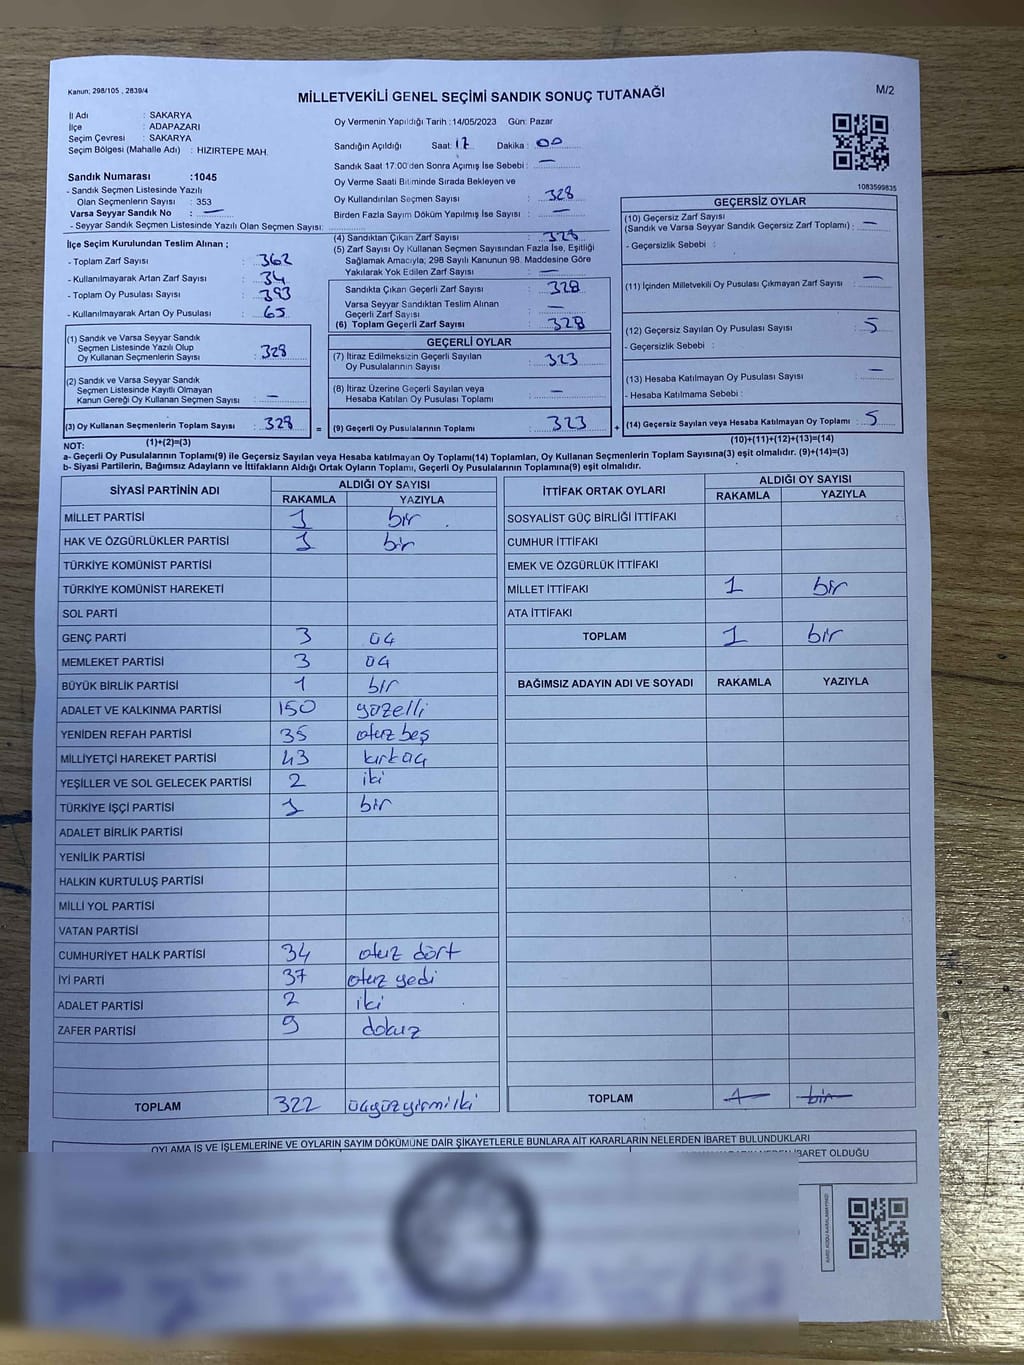 Kanun; 298/105 , 2839/4
MİLLETVEKİLİ GENEL SEÇİMİ SANDIK SONUÇ TUTANAĞI
M/2
İl Adı : SAKARYA
İlçe : ADAPAZARI
Seçim Çevresi : SAKARYA
Seçim Bölgesi (Mahalle Adı) : HIZIRTEPE MAH.
Sandık Numarası :1045
- Sandık Seçmen Listesinde Yazılı
Olan Seçmenlerin Sayısı : 353
Varsa Seyyar Sandık No : —
- Seyyar Sandık Seçmen Listesinde Yazılı Olan Seçmen Sayısı:
Oy Vermenin Yapıldığı Tarih :14/05/2023 Gün: Pazar
Sandığın Açıldığı Saat: 17 Dakika : 00
Sandık Saat 17.00'den Sonra Açımış İse Sebebi : —
Oy Verme Saati Bitiminde Sırada Bekleyen ve
Oy Kullandırılan Seçmen Sayısı : 328
Birden Fazla Sayım Döküm Yapılmış İse Sayısı : —
1083599835
İlçe Seçim Kurulundan Teslim Alınan ;
- Toplam Zarf Sayısı : 362
- Kullanılmayarak Artan Zarf Sayısı : 34
- Toplam Oy Pusulası Sayısı : 393
- Kullanılmayarak Artan Oy Pusulası : 65
(1) Sandık ve Varsa Seyyar Sandık
Seçmen Listesinde Yazılı Olup
Oy Kullanan Seçmenlerin Sayısı : 328
(2) Sandık ve Varsa Seyyar Sandık
Seçmen Listesinde Kayıtlı Olmayan
Kanun Gereği Oy Kullanan Seçmen Sayısı : —
(3) Oy Kullanan Seçmenlerin Toplam Sayısı : 328
(4) Sandıktan Çıkan Zarf Sayısı : 328
(5) Zarf Sayısı Oy Kullanan Seçmen Sayısından Fazla İse, Eşitliği
Sağlamak Amacıyla; 298 Sayılı Kanunun 98. Maddesine Göre
Yakılarak Yok Edilen Zarf Sayısı : —
Sandıkta Çıkan Geçerli Zarf Sayısı : 328
Varsa Seyyar Sandıktan Teslim Alınan
Geçerli Zarf Sayısı : —
(6) Toplam Geçerli Zarf Sayısı : 328
GEÇERLİ OYLAR
(7) İtiraz Edilmeksizin Geçerli Sayılan
Oy Pusulalarının Sayısı : 323
(8) İtiraz Üzerine Geçerli Sayılan veya
Hesaba Katılan Oy Pusulası Toplamı : —
= (9) Geçerli Oy Pusulalarının Toplamı : 323
GEÇERSİZ OYLAR
(10) Geçersiz Zarf Sayısı
(Sandık ve Varsa Seyyar Sandık Geçersiz Zarf Toplamı) : —
- Geçersizlik Sebebi :
(11) İçinden Milletvekili Oy Pusulası Çıkmayan Zarf Sayısı : —
(12) Geçersiz Sayılan Oy Pusulası Sayısı : 5
- Geçersizlik Sebebi :
(13) Hesaba Katılmayan Oy Pusulası Sayısı : —
- Hesaba Katılmama Sebebi :
+ (14) Geçersiz Sayılan veya Hesaba Katılmayan Oy Toplamı : 5
NOT: (1)+(2)=(3)
(10)+(11)+(12)+(13)=(14)
a- Geçerli Oy Pusulalarının Toplamı(9) ile Geçersiz Sayılan veya Hesaba katılmayan Oy Toplamı(14) Toplamları, Oy Kullanan Seçmenlerin Toplam Sayısına(3) eşit olmalıdır. (9)+(14)=(3)
b- Siyasi Partilerin, Bağımsız Adayların ve İttifakların Aldığı Ortak Oyların Toplamı, Geçerli Oy Pusulalarının Toplamına(9) eşit olmalıdır.
SİYASİ PARTİNİN ADI ALDIĞI OY SAYISI
RAKAMLA YAZIYLA
MİLLET PARTİSİ 1 bir
HAK VE ÖZGÜRLÜKLER PARTİSİ 1 bir
TÜRKİYE KOMÜNİST PARTİSİ
TÜRKİYE KOMÜNİST HAREKETİ
SOL PARTİ
GENÇ PARTİ 3 üç
MEMLEKET PARTİSİ 3 üç
BÜYÜK BİRLİK PARTİSİ 1 bir
ADALET VE KALKINMA PARTİSİ 150 yüzelli
YENİDEN REFAH PARTİSİ 35 otuz beş
MİLLİYETÇİ HAREKET PARTİSİ 43 kırküç
YEŞİLLER VE SOL GELECEK PARTİSİ 2 iki
TÜRKİYE İŞÇİ PARTİSİ 1 bir
ADALET BİRLİK PARTİSİ
YENİLİK PARTİSİ
HALKIN KURTULUŞ PARTİSİ
MİLLİ YOL PARTİSİ
VATAN PARTİSİ
CUMHURİYET HALK PARTİSİ 34 otuz dört
İYİ PARTİ 37 otuz yedi
ADALET PARTİSİ 2 iki
ZAFER PARTİSİ 9 dokuz
TOPLAM 322 üçyüzyirmiiki
İTTİFAK ORTAK OYLARI ALDIĞI OY SAYISI
RAKAMLA YAZIYLA
SOSYALİST GÜÇ BİRLİĞİ İTTİFAKI
CUMHUR İTTİFAKI
EMEK VE ÖZGÜRLÜK İTTİFAKI
MİLLET İTTİFAKI 1 bir
ATA İTTİFAKI
TOPLAM 1 bir
BAĞIMSIZ ADAYIN ADI VE SOYADI RAKAMLA YAZIYLA
TOPLAM 1 bir
OYLAMA İŞ VE İŞLEMLERİNE VE OYLARIN SAYIM DÖKÜMÜNE DAİR ŞİKAYETLERLE BUNLARA AİT KARARLARIN NELERDEN İBARET BULUNDUKLARI
İBARET OLDUĞU